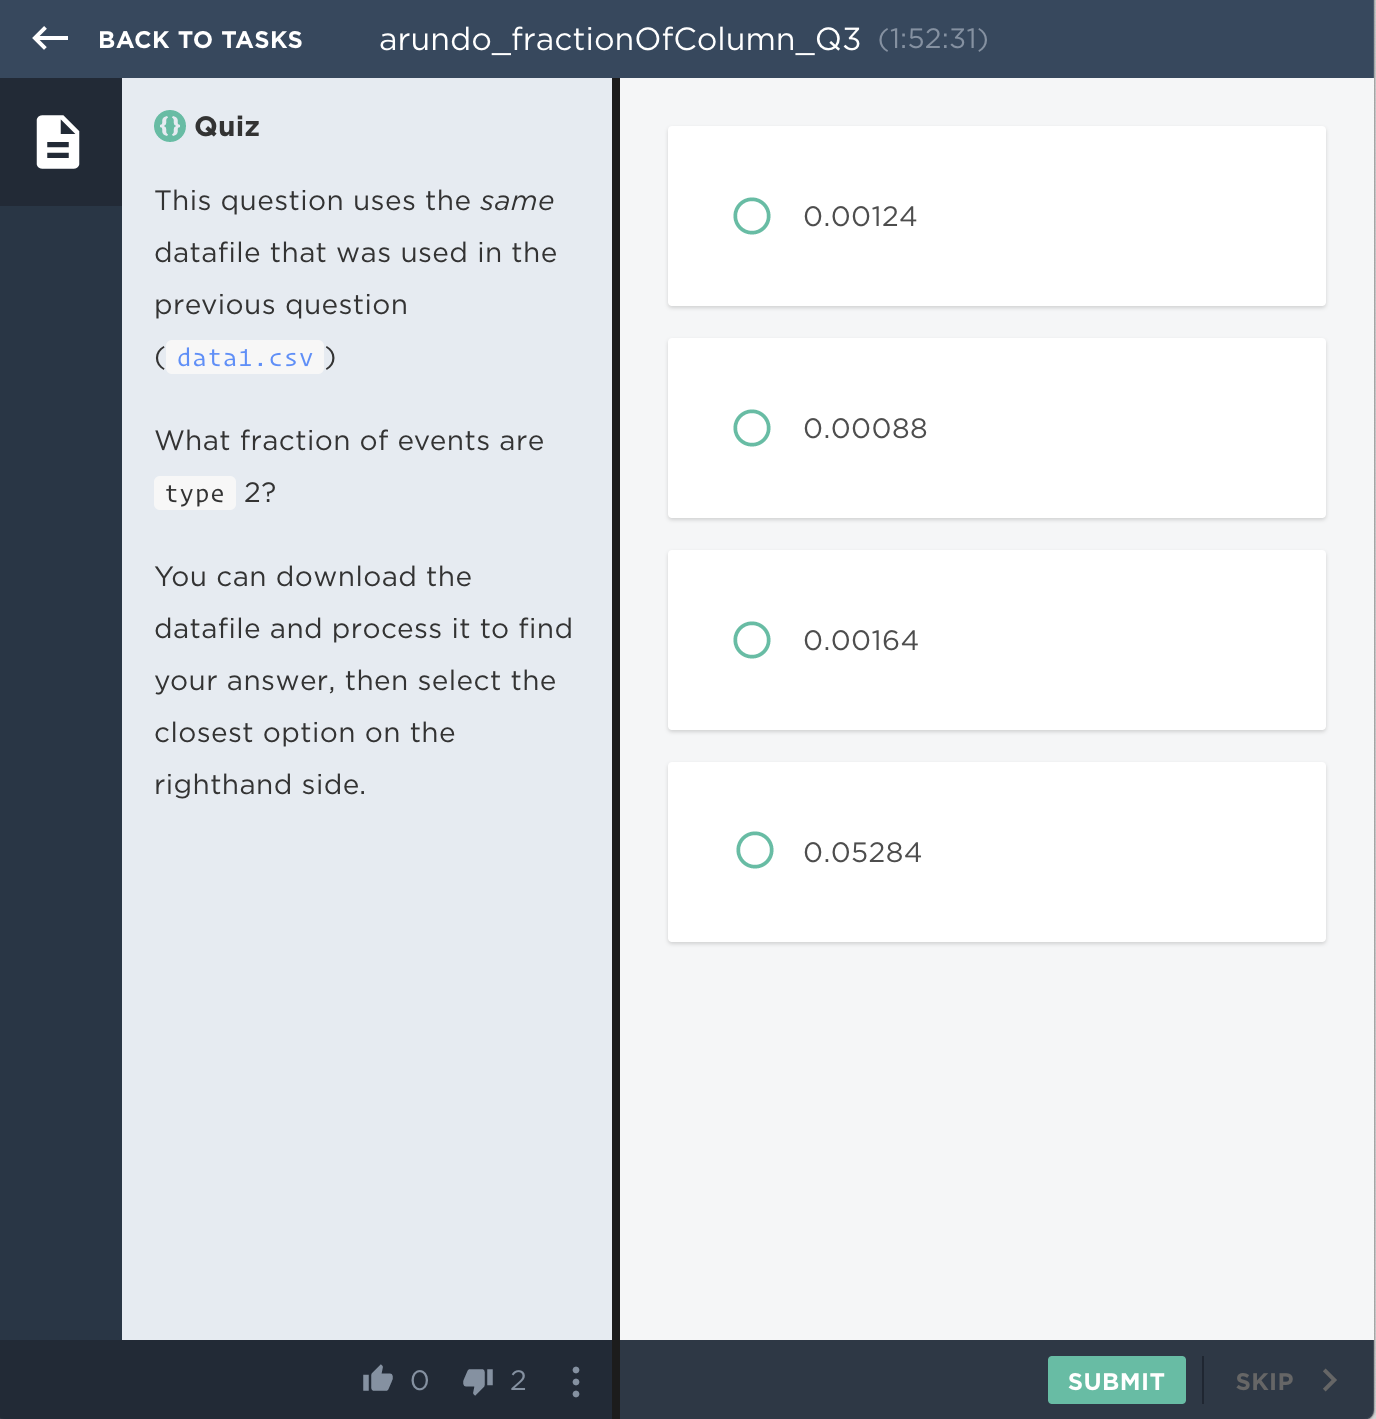 BACK TO TASKS
arundo_fractionOfColumn_Q3 (1:52:31)
{} Quiz
This question uses the same
datafile that was used in the
previous question
(data1.csv)
What fraction of events are
type 2?
You can download the
datafile and process it to find
your answer, then select the
closest option on the
righthand side.
0.00124
0.00088
0.00164
0.05284
0 2
SUBMIT
SKIP